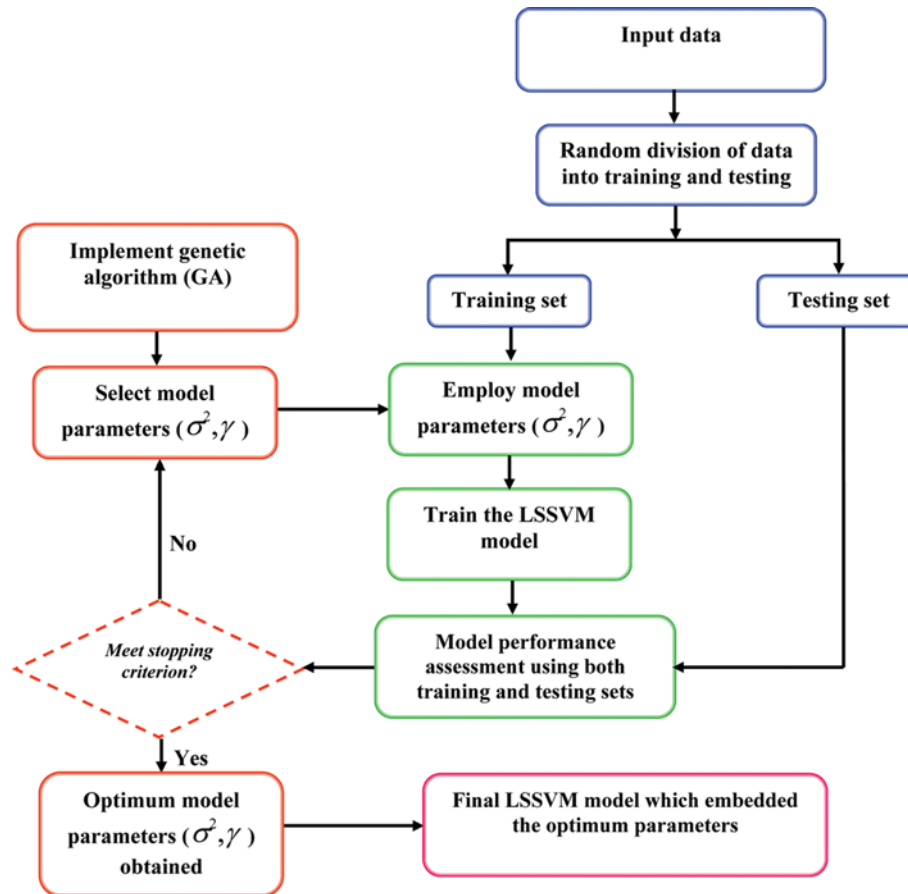 Input data
Random division of data
into training and testing
Implement genetic
algorithm (GA)
Training set
Testing set
Select model
parameters (σ²,γ )
Employ model
parameters (σ²,γ )
Train the LSSVM
model
No
Meet stopping
criterion?
Model performance
assessment using both
training and testing sets
Yes
Optimum model
parameters (σ²,γ)
obtained
Final LSSVM model which embedded
the optimum parameters